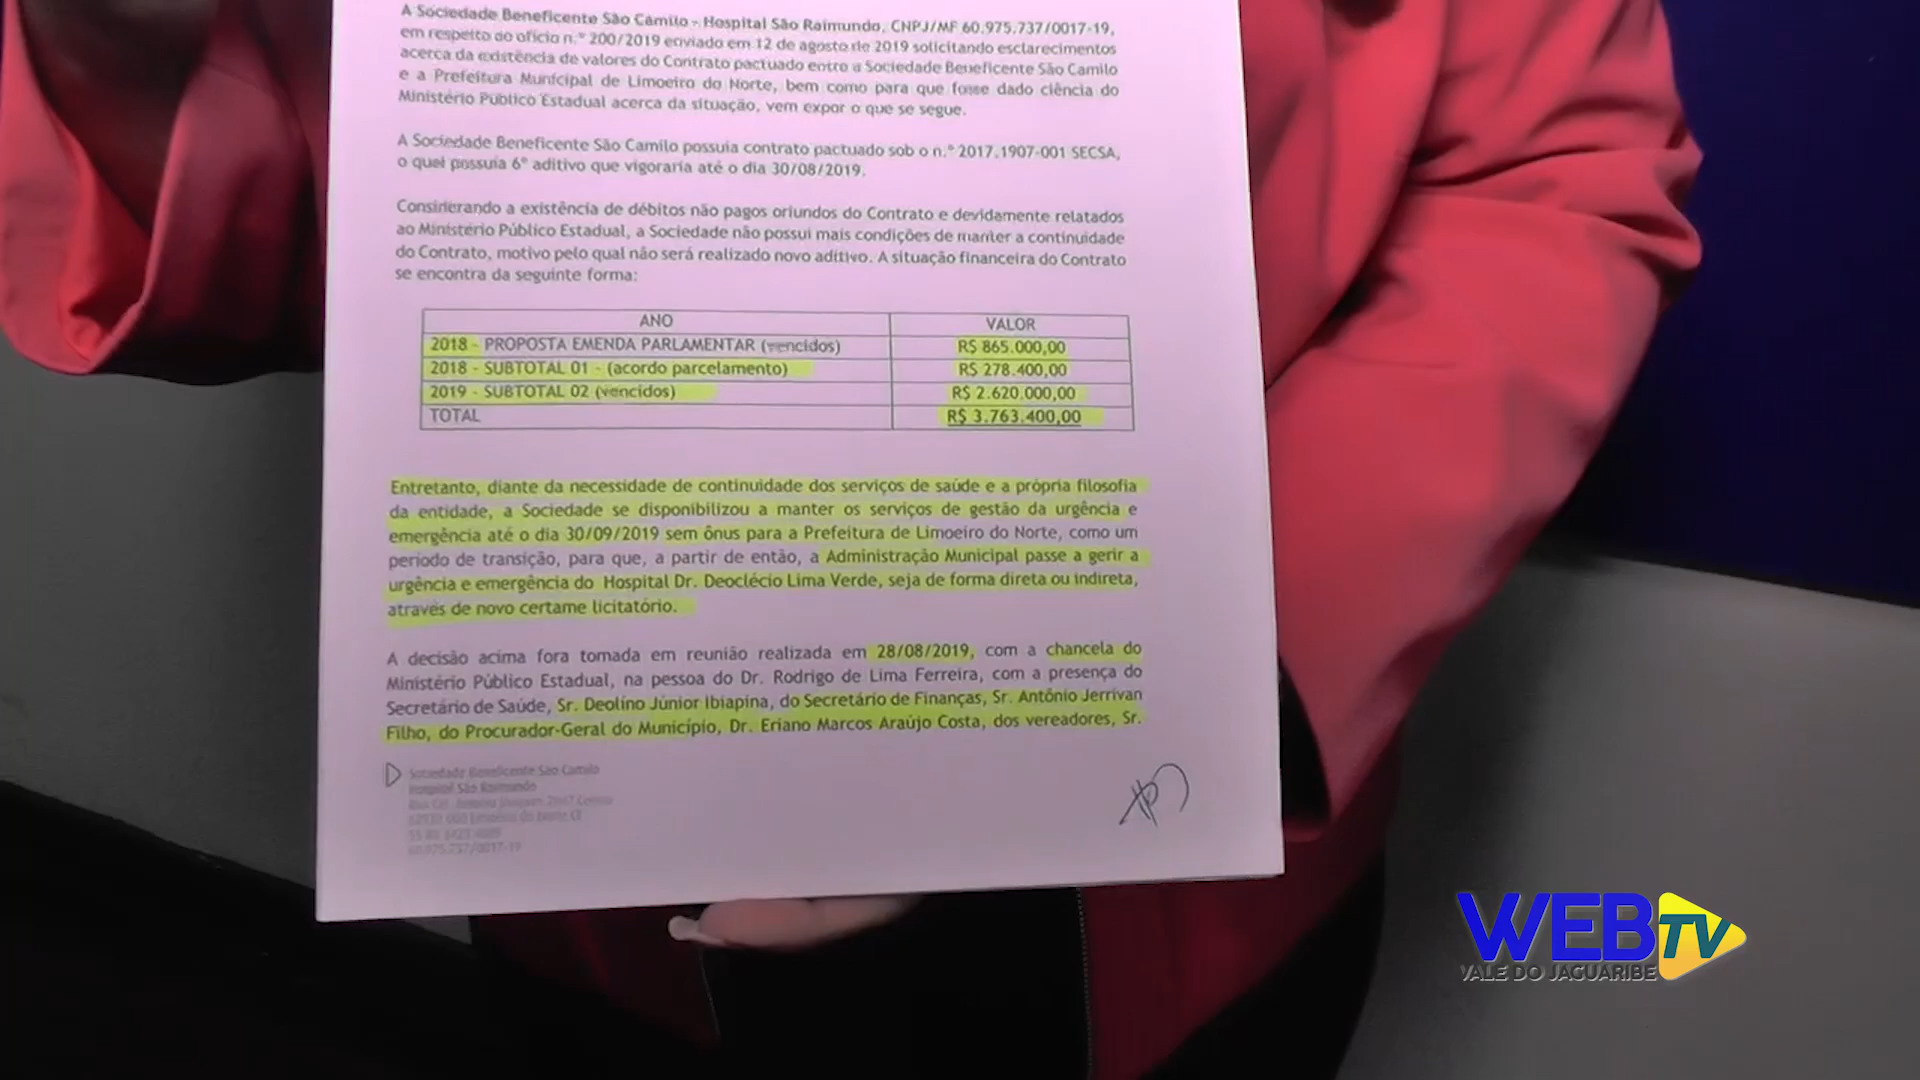 A Sociedade Beneficente São Camilo - Hospital São Raimundo, CNPJ/MF 60.975.737/0017-19,
em respeito ao ofício n.º 200/2019 enviado em 12 de agosto de 2019 solicitando esclarecimentos
acerca da existência de valores do Contrato pactuado entre a Sociedade Beneficente São Camilo
e a Prefeitura Municipal de Limoeiro do Norte, bem como para que fosse dado ciência do
Ministério Público Estadual acerca da situação, vem expor o que se segue.
A Sociedade Beneficente São Camilo possuia contrato pactuado sob o n.º 2017.1907-001 SECSA,
o quel possuia 6º aditivo que vigoraria até o dia 30/08/2019.
Considerando a existência de débitos não pagos oriundos do Contrato e devidamente relatados
ao Ministério Público Estadual, a Sociedade não possui mais condições de manter a continuidade
do Contrato, motivo pelo qual não será realizado novo aditivo. A situação financeira do Contrato
se encontra da seguinte forma:
ANO VALOR
2018 - PROPOSTA EMENDA PARLAMENTAR (vencidos) R$ 865.000,00
2018 - SUBTOTAL 01 - (acordo parcelamento) R$ 278.400,00
2019 - SUBTOTAL 02 (vencidos) R$ 2.620.000,00
TOTAL R$ 3.763.400,00
Entretanto, diante da necessidade de continuidade dos serviços de saúde e a própria filosofia
da entidade, a Sociedade se disponibilizou a manter os serviços de gestão da urgência e
emergência até o dia 30/09/2019 sem ônus para a Prefeitura de Limoeiro do Norte, como um
periodo de transição, para que, a partir de então, a Administração Municipal passe a gerir a
urgência e emergência do Hospital Dr. Deoclécio Lima Verde, seja de forma direta ou indireta,
através de novo certame licitatório.
A decisão acima fora tomada em reunião realizada em 28/08/2019, com a chancela do
Ministério Público Estadual, na pessoa do Dr. Rodrigo de Lima Ferreira, com a presença do
Secretário de Saúde, Sr. Deolino Júnior Ibiapina, do Secretário de Finanças, Sr. Antônio Jerrivan
Filho, do Procurador-Geral do Município, Dr. Eriano Marcos Araújo Costa, dos vereadores, Sr.
Sociedade Beneficente São Camilo
Hospital São Raimundo
60.975.737/0017-19
WEBTV
VALE DO JAGUARIBE